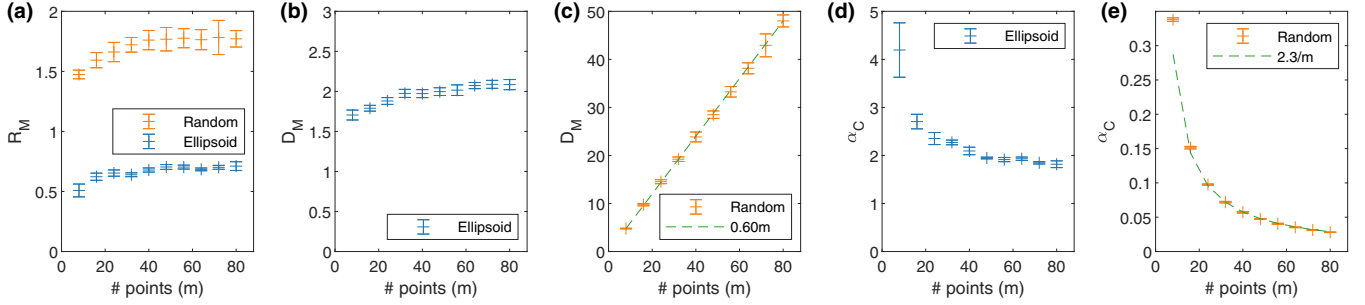 (a)
2
1.5
1
0.5
0
R_M
Random
Ellipsoid
0 20 40 60 80
# points (m)
(b)
3
2.5
2
1.5
1
0.5
0
D_M
Ellipsoid
0 20 40 60 80
# points (m)
(c)
50
40
30
20
10
0
D_M
Random
0.60m
0 20 40 60 80
# points (m)
(d)
5
4
3
2
1
0
α_C
Ellipsoid
0 20 40 60 80
# points (m)
(e)
0.3
0.25
0.2
0.15
0.1
0.05
0
α_C
Random
2.3/m
0 20 40 60 80
# points (m)